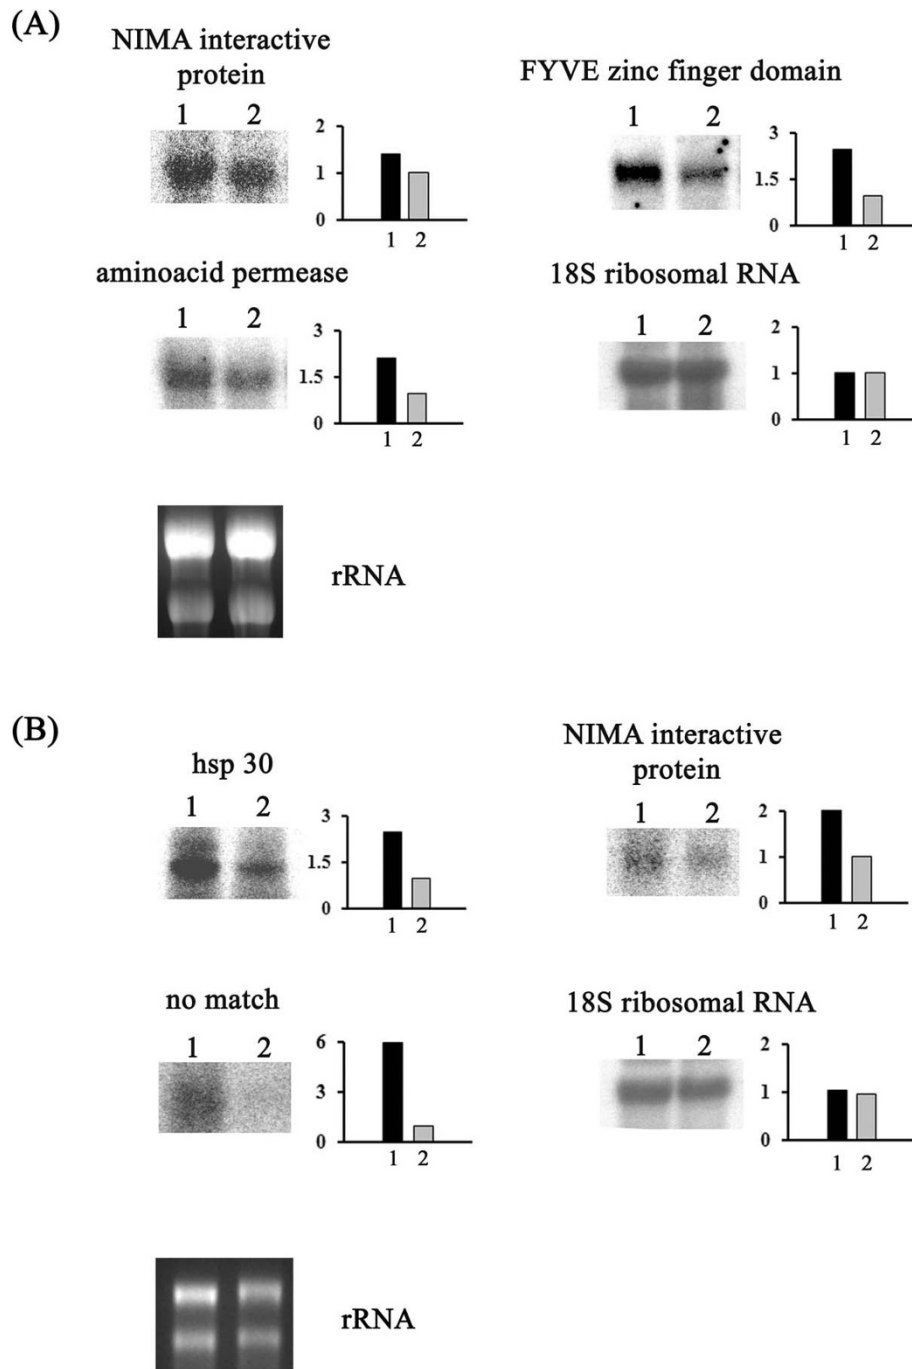 (A)
NIMA interactive
protein
1 2
2
1
0
1 2
FYVE zinc finger domain
1 2
3
1.5
0
1 2
aminoacid permease
1 2
3
1.5
0
1 2
18S ribosomal RNA
1 2
2
1
0
1 2
rRNA
(B)
hsp 30
1 2
3
1.5
0
1 2
NIMA interactive
protein
1 2
2
1
0
1 2
no match
1 2
6
3
0
1 2
18S ribosomal RNA
1 2
2
1
0
1 2
rRNA